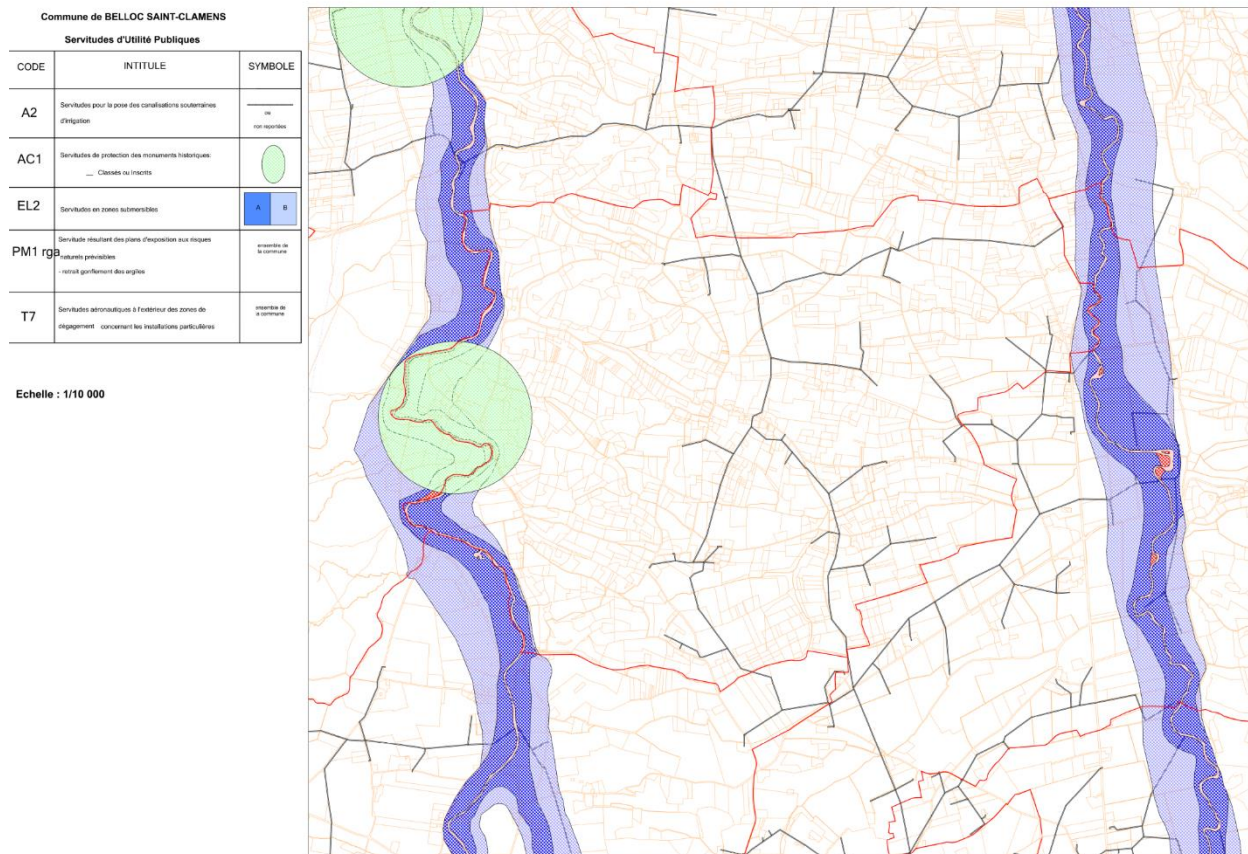 Commune de BELLOC SAINT-CLAMENS
Servitudes d'Utilité Publiques
CODE INTITULE SYMBOLE
A2 Servitudes pour la pose des canalisations souterraines
d'irrigation
ou
non reportées
AC1 Servitudes de protection des monuments historiques:
__ Classés ou Inscrits
EL2 Servitudes en zones submersibles A B
PM1 rga Servitude résultant des plans d'exposition aux risques
naturels prévisibles
- retrait gonflement des argiles
ensemble de
la commune
T7 Servitudes aéronautiques à l'extérieur des zones de
dégagement concernant les installations particulières
ensemble de
la commune
Echelle : 1/10 000